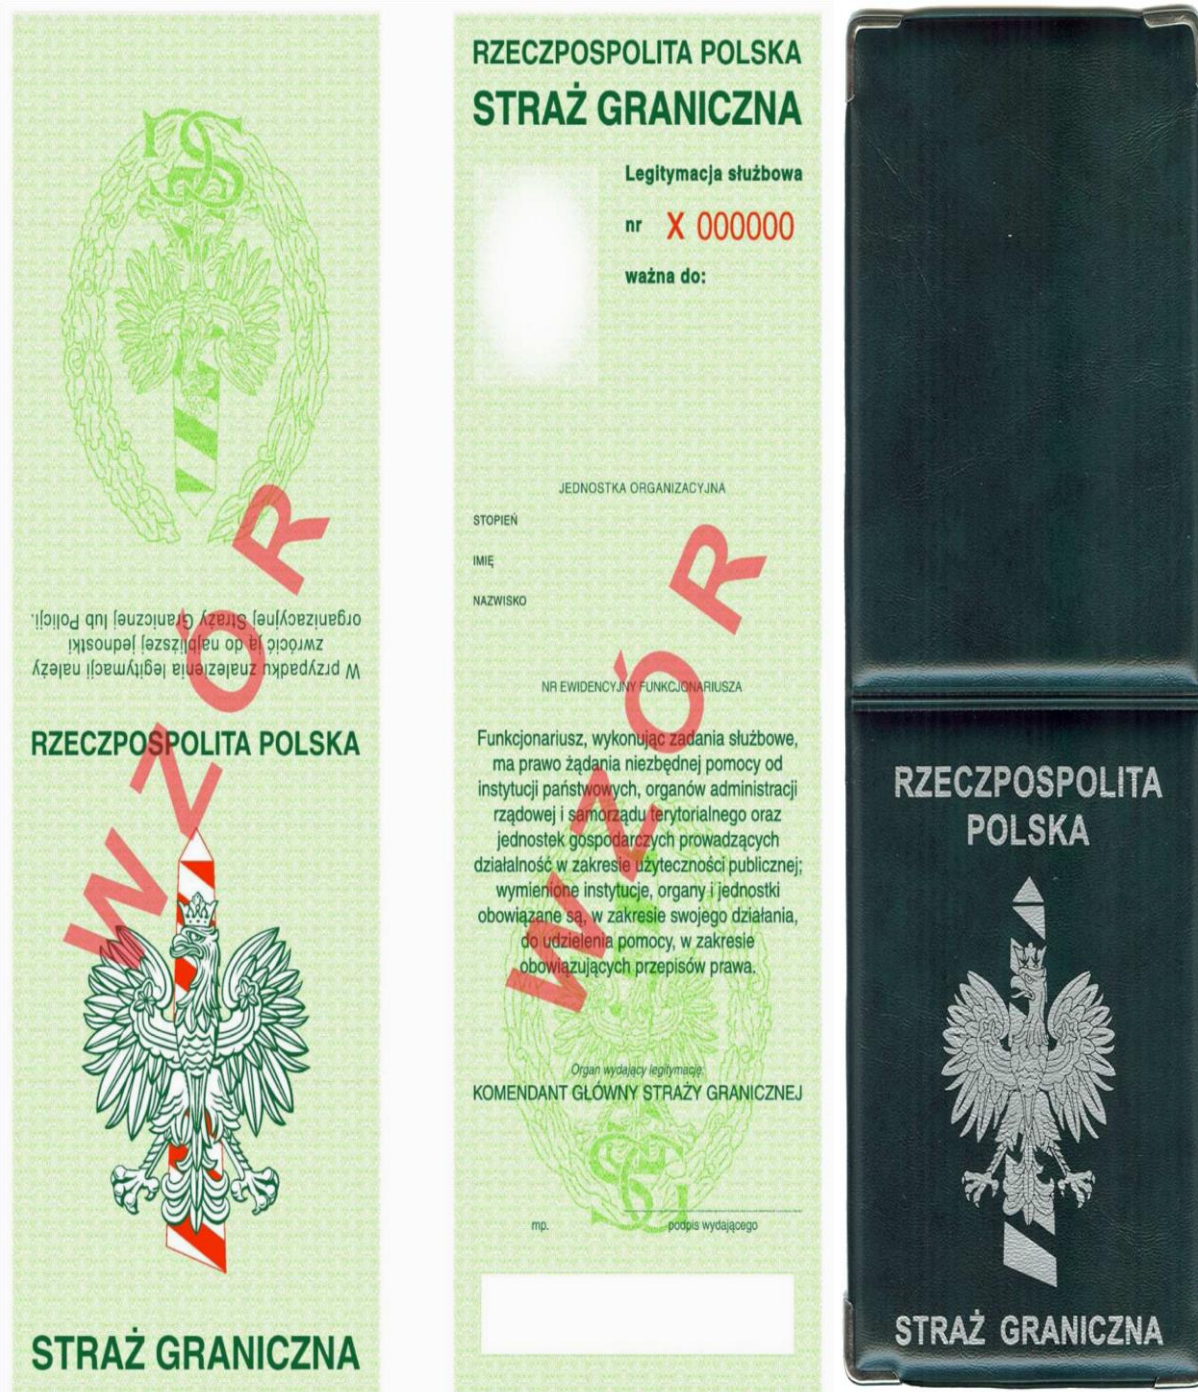 SG
W przypadku znalezienia legitymacji należy
zwrócić ją do najbliższej jednostki
organizacyjnej Straży Granicznej lub Policji.
RZECZPOSPOLITA POLSKA
STRAŻ GRANICZNA
WZÓR
RZECZPOSPOLITA POLSKA
STRAŻ GRANICZNA
Legitymacja służbowa
nr X 000000
ważna do:
JEDNOSTKA ORGANIZACYJNA
STOPIEŃ
IMIĘ
NAZWISKO
NR EWIDENCYJNY FUNKCJONARIUSZA
Funkcjonariusz, wykonując zadania służbowe,
ma prawo żądania niezbędnej pomocy od
instytucji państwowych, organów administracji
rządowej i samorządu terytorialnego oraz
jednostek gospodarczych prowadzących
działalność w zakresie użyteczności publicznej;
wymienione instytucje, organy i jednostki
obowiązane są, w zakresie swojego działania,
do udzielenia pomocy, w zakresie
obowiązujących przepisów prawa.
Organ wydający legitymację:
KOMENDANT GŁÓWNY STRAŻY GRANICZNEJ
SG
mp. podpis wydającego
WZÓR
RZECZPOSPOLITA
POLSKA
STRAŻ GRANICZNA